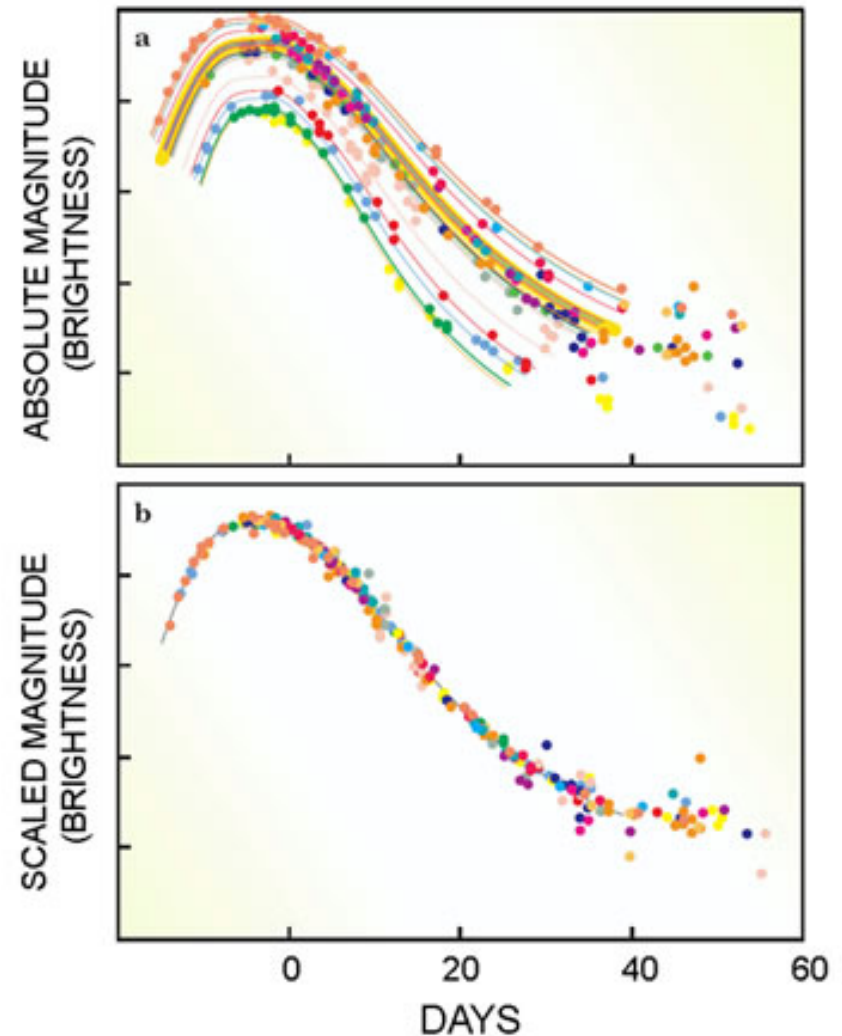 a
ABSOLUTE MAGNITUDE
(BRIGHTNESS)
b
SCALED MAGNITUDE
(BRIGHTNESS)
0 20 40 60
DAYS